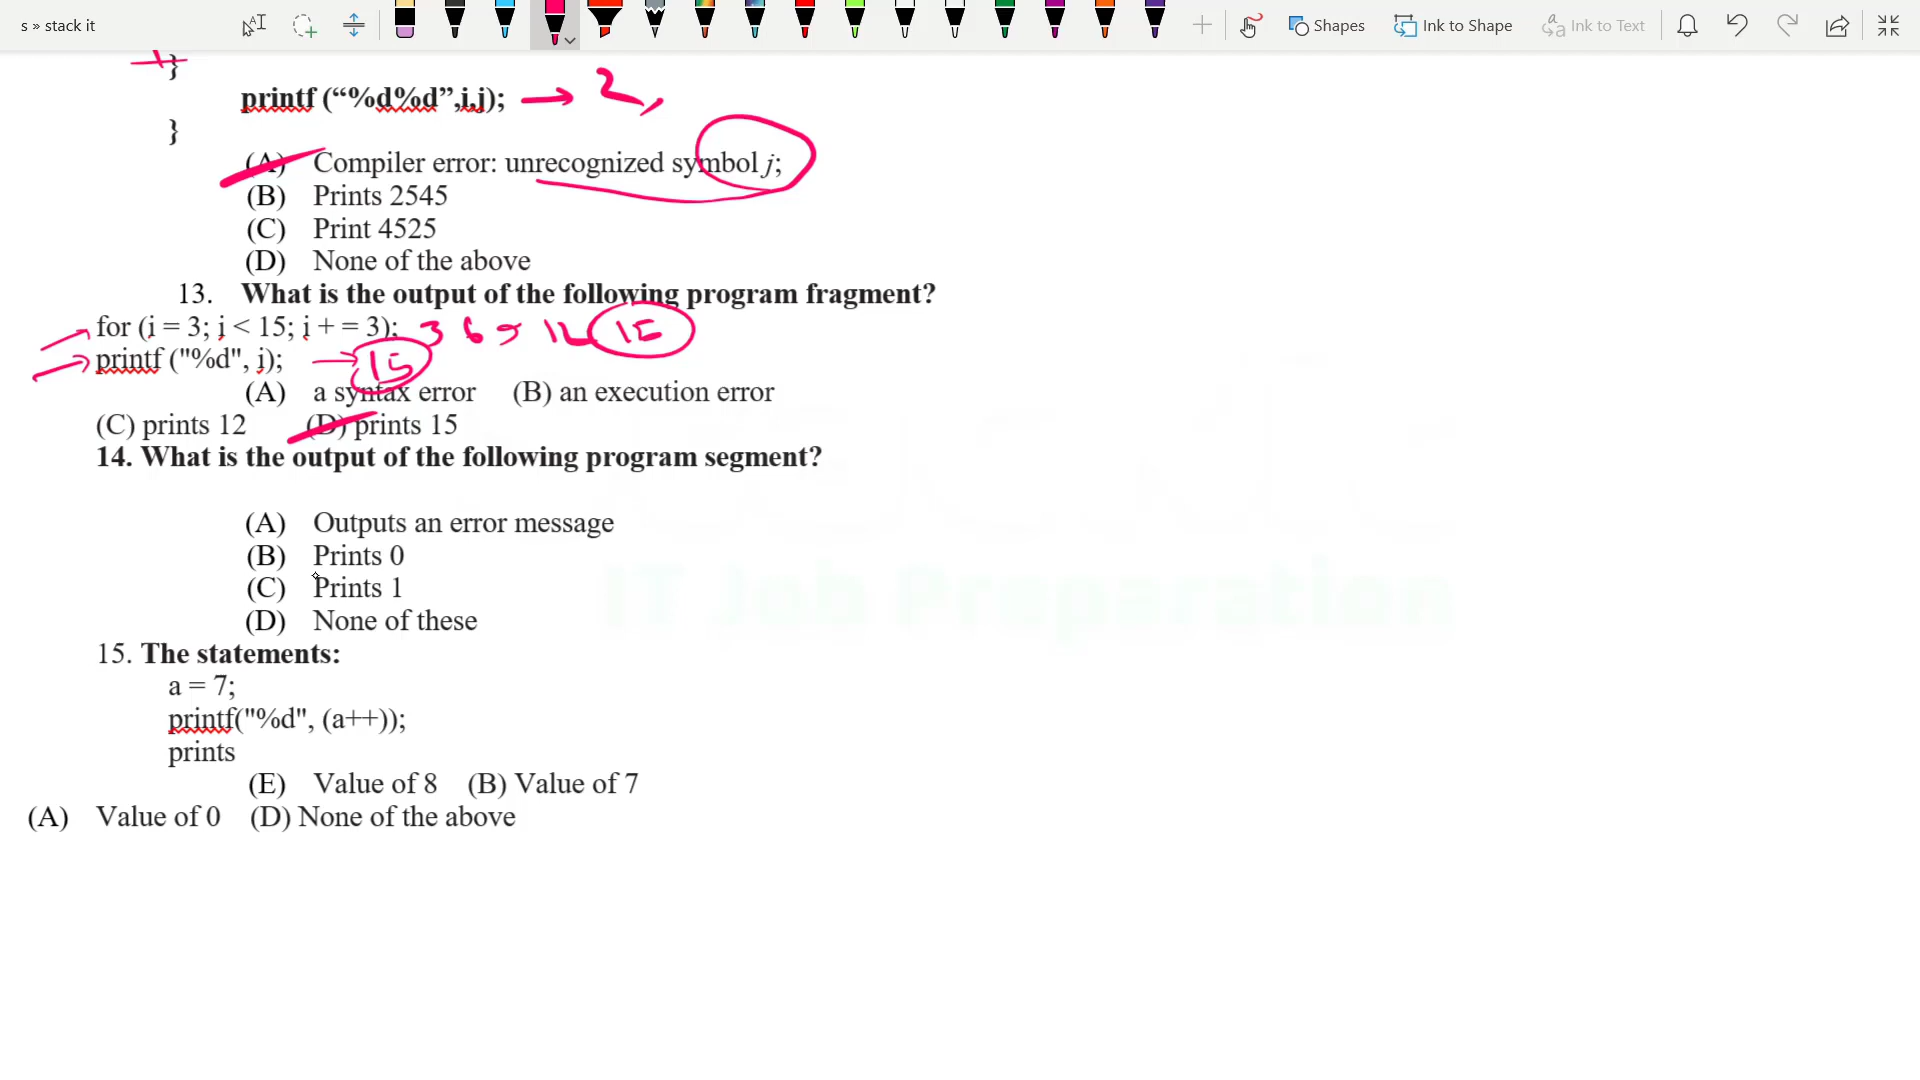 s » stack it Shapes Ink to Shape Ink to Text
}
printf (“%d%d”,i,j); → 2,
}
(A) Compiler error: unrecognized symbol j;
(B) Prints 2545
(C) Print 4525
(D) None of the above
13. What is the output of the following program fragment?
for (i = 3; i < 15; i + = 3); 3 6 9 12 15
printf ("%d", i); → 15
(A) a syntax error (B) an execution error
(C) prints 12 (D) prints 15
14. What is the output of the following program segment?
(A) Outputs an error message
(B) Prints 0
(C) Prints 1
(D) None of these
IT Job Preparation
15. The statements:
a = 7;
printf("%d", (a++));
prints
(E) Value of 8 (B) Value of 7
(A) Value of 0 (D) None of the above